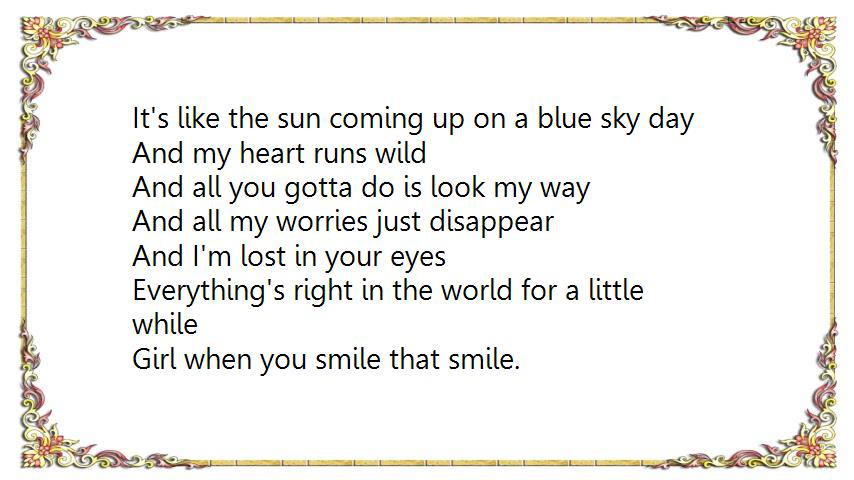 It's like the sun coming up on a blue sky day
And my heart runs wild
And all you gotta do is look my way
And all my worries just disappear
And I'm lost in your eyes
Everything's right in the world for a little
while
Girl when you smile that smile.